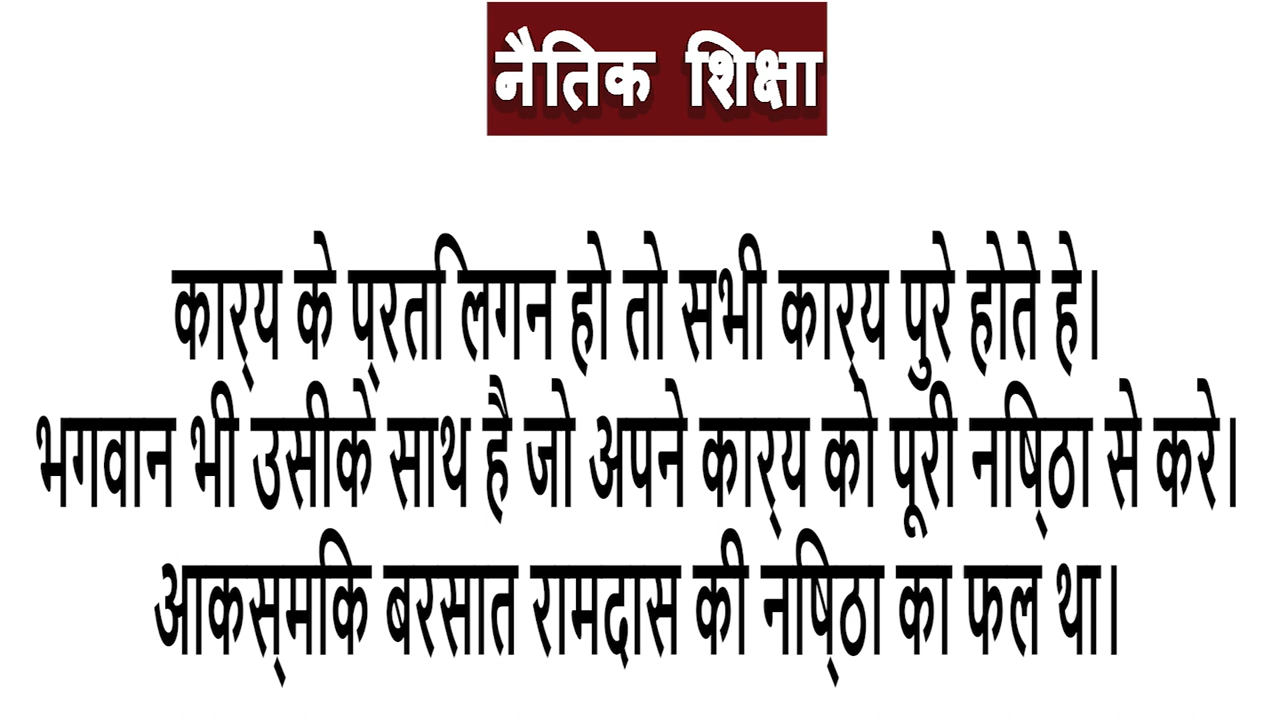 नैतिक शिक्षा
कार्‌य के प्‌रति लगन हो तो सभी कार्‌य पुरे होते हे।
भगवान भी उसीके साथ है जो अपने कार्‌य को पूरी निष्‌ठा से करे।
आकस्‌मिक बरसात रामदास की निष्‌ठा का फल था।